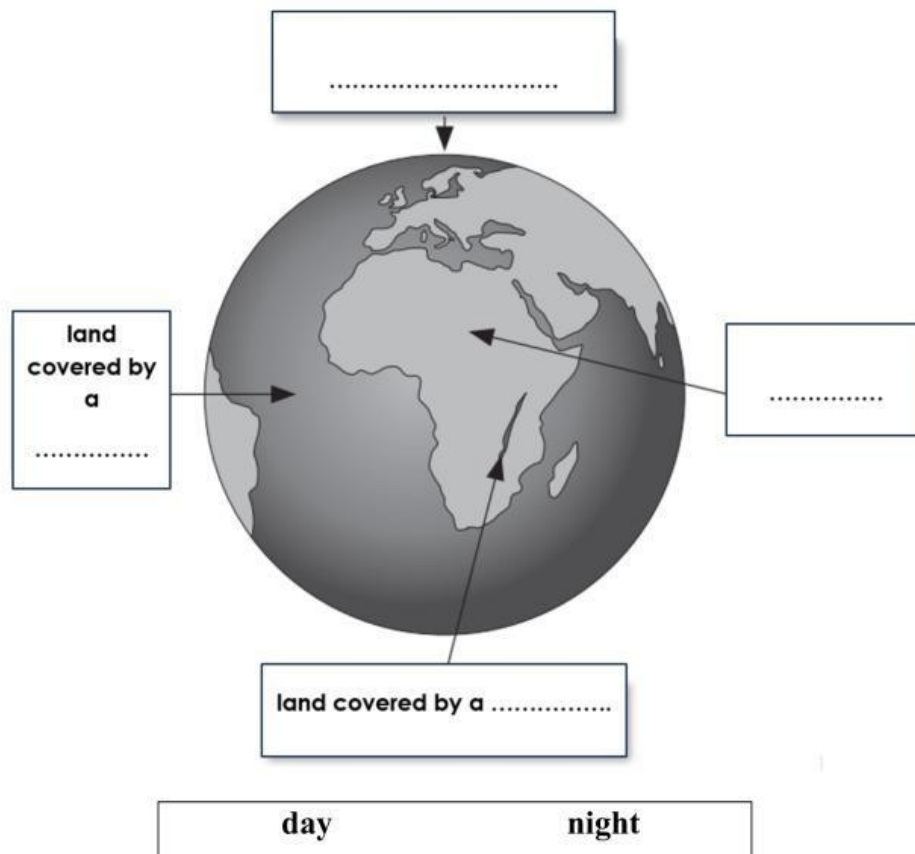 ..............................
land
covered by
a
...............
...............
land covered by a ................
day night